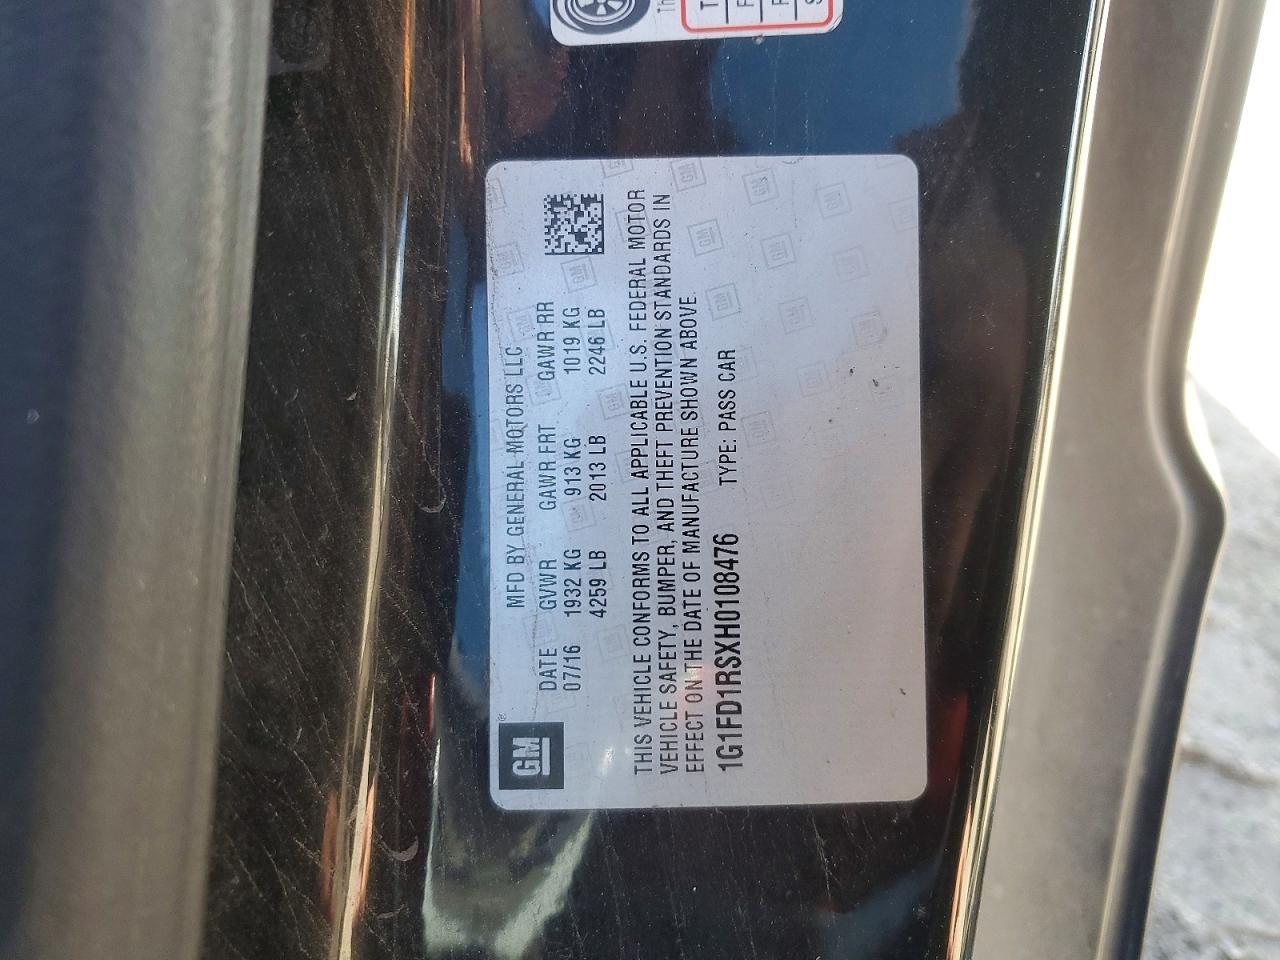 GM
MFD BY GENERAL MOTORS LLC
DATE GVWR GAWR FRT GAWR RR
07/16 1932 KG 913 KG 1019 KG
4259 LB 2013 LB 2246 LB
THIS VEHICLE CONFORMS TO ALL APPLICABLE U.S. FEDERAL MOTOR
VEHICLE SAFETY, BUMPER, AND THEFT PREVENTION STANDARDS IN
EFFECT ON THE DATE OF MANUFACTURE SHOWN ABOVE.
1G1FD1RSXH0108476 TYPE: PASS CAR